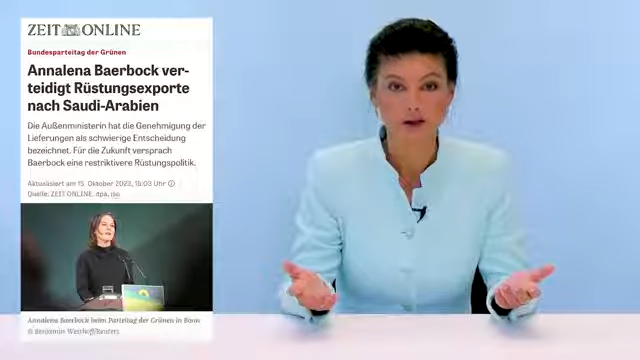 ZEIT ONLINE
Bundesparteitag der Grünen
Annalena Baerbock ver-
teidigt Rüstungsexporte
nach Saudi-Arabien
Die Außenministerin hat die Genehmigung der
Lieferungen als schwierige Entscheidung
bezeichnet. Für die Zukunft versprach
Baerbock eine restriktivere Rüstungspolitik.
Aktualisiert am 15. Oktober 2022, 15:03 Uhr
Quelle: ZEIT ONLINE, dpa,
Annalena Baerbock beim Parteitag der Grünen in Bonn
© Benjamin Westhoff/Reuters